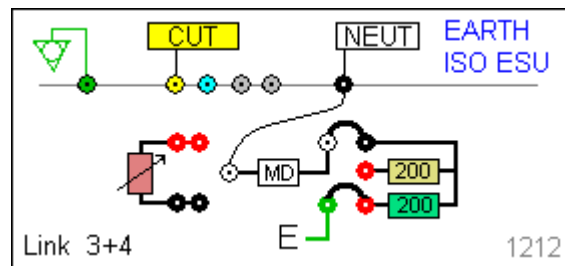 CUT
NEUT
EARTH
ISO ESU
MD
200
200
E
Link 3+4
1212